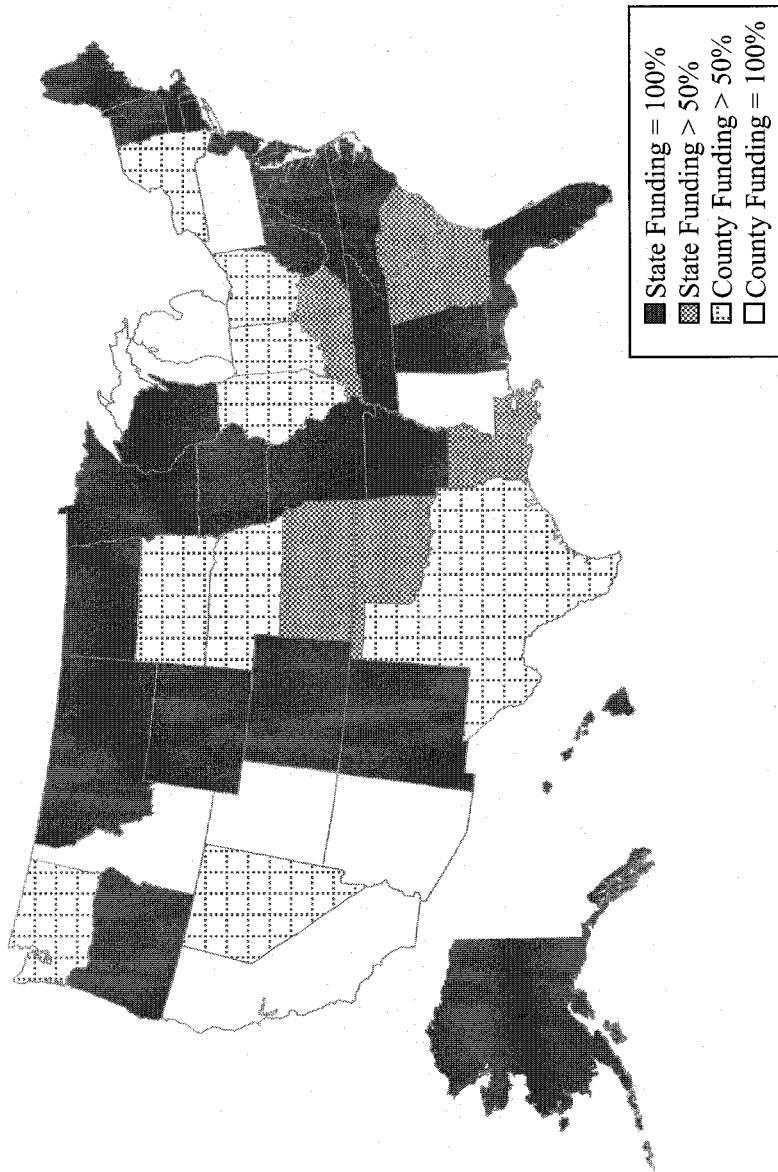 State Funding = 100%
State Funding > 50%
County Funding > 50%
County Funding = 100%